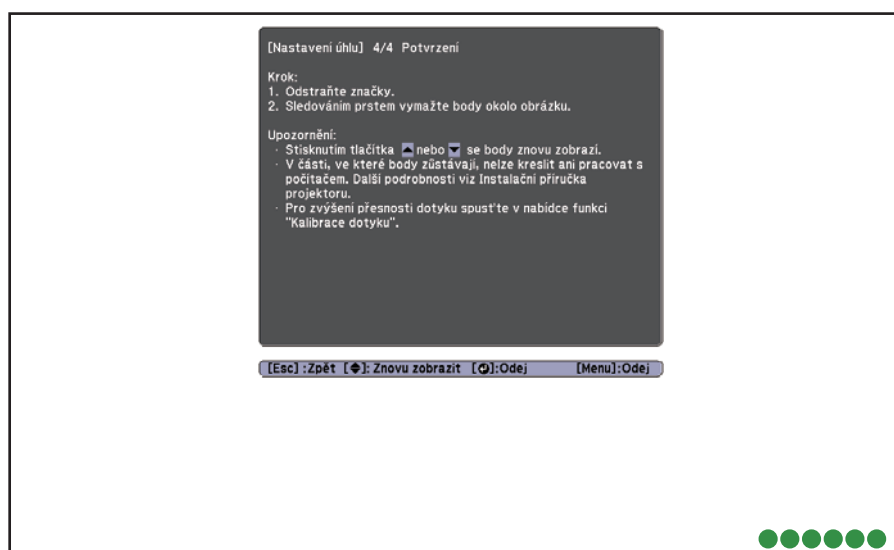 [Nastavení úhlu] 4/4 Potvrzení
Krok:
1. Odstraňte značky.
2. Sledováním prstem vymažte body okolo obrázku.
Upozornění:
· Stisknutím tlačítka ▲ nebo ▼ se body znovu zobrazí.
· V části, ve které body zůstávají, nelze kreslit ani pracovat s
počítačem. Další podrobnosti viz Instalační příručka
projektoru.
· Pro zvýšení přesnosti dotyku spusťte v nabídce funkci
"Kalibrace dotyku".
[Esc] :Zpět [◆]: Znovu zobrazit [⏎]:Odej [Menu]:Odej